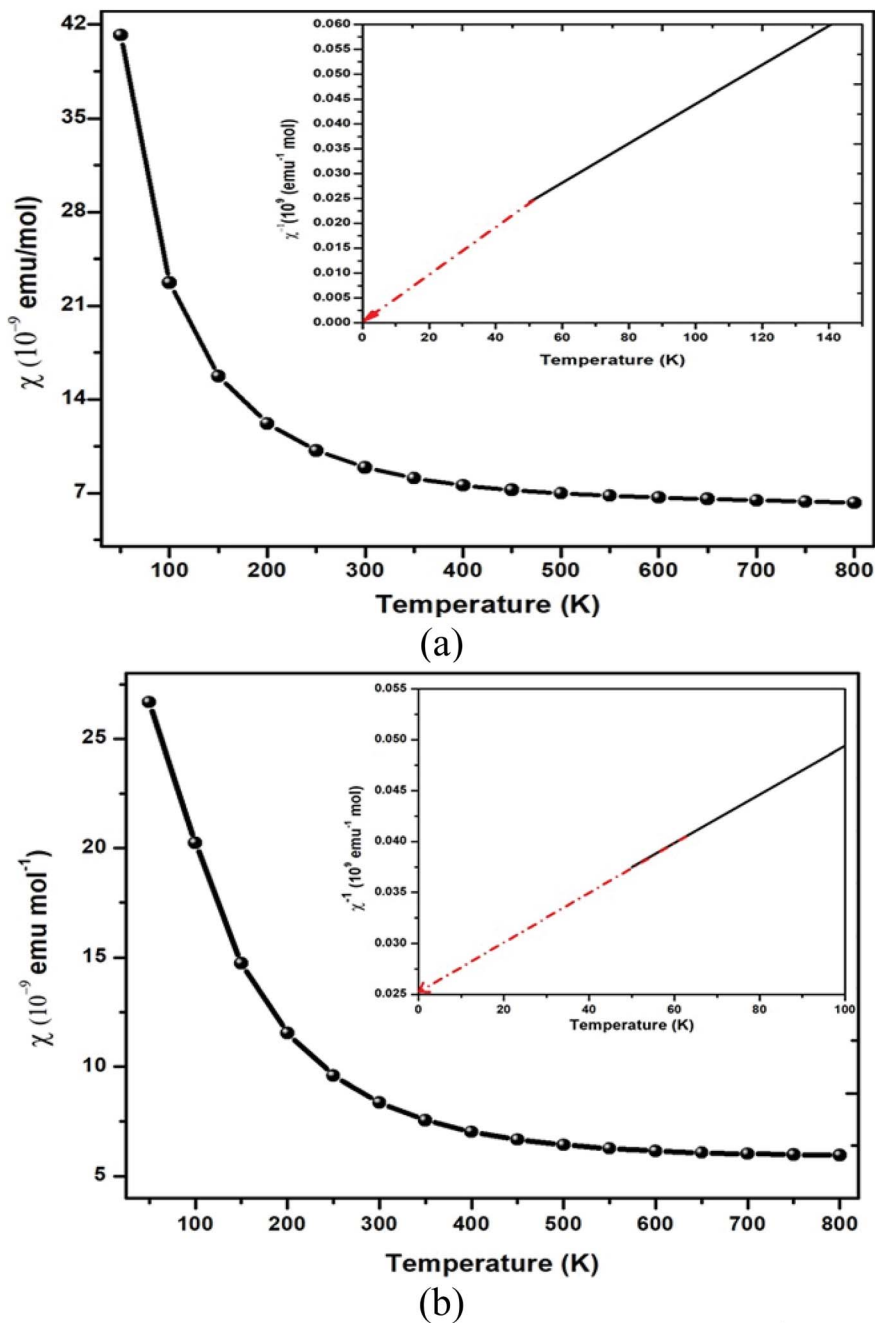 42
35
28
21
14
7
χ (10⁻⁹ emu/mol)
100 200 300 400 500 600 700 800
Temperature (K)
0.060
0.055
0.050
0.045
0.040
0.035
0.030
0.025
0.020
0.015
0.010
0.005
0.000
χ⁻¹(10⁹ (emu⁻¹ mol)
0 20 40 60 80 100 120 140
Temperature (K)
(a)
25
20
15
10
5
χ (10⁻⁹ emu mol⁻¹)
100 200 300 400 500 600 700 800
Temperature (K)
0.055
0.050
0.045
0.040
0.035
0.030
0.025
χ⁻¹ (10⁹ emu⁻¹ mol)
0 20 40 60 80 100
Temperature (K)
(b)